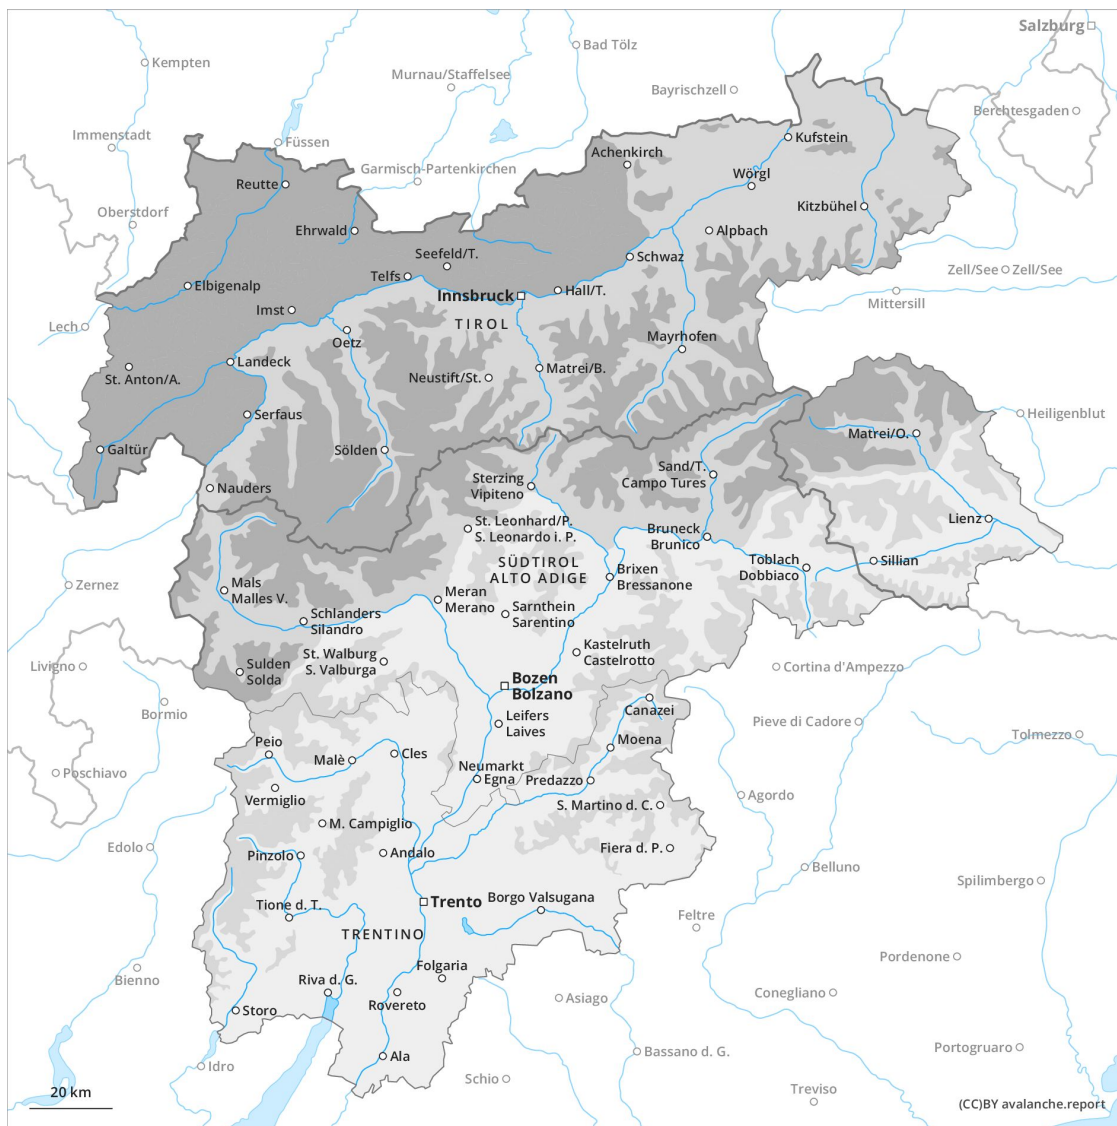 Salzburg
Bad Tölz
Kempten
Murnau/Staffelsee
Bayrischzell
Berchtesgaden
Immenstadt
Füssen
Kufstein
Achenkirch
Garmisch-Partenkirchen
Wörgl
Reutte
Kitzbühel
Oberstdorf
Ehrwald
Alpbach
Seefeld/T.
Schwaz
Telfs
Zell/See
Zell/See
Elbigenalp
Hall/T.
Innsbruck
Mittersill
Imst
TIROL
Lech
Oetz
Mayrhofen
Landeck
Matrei/B.
St. Anton/A.
Neustift/St.
Serfaus
Heiligenblut
Matrei/O.
Galtür
Sölden
Sterzing
Vipiteno
Sand/T.
Campo Tures
Nauders
Lienz
St. Leonhard/P.
S. Leonardo i. P.
Bruneck
Brunico
SÜDTIROL
ALTO ADIGE
Toblach
Dobbiaco
Sillian
Brixen
Bressanone
Zernez
Mals
Malles V.
Meran
Merano
Schlanders
Silandro
Sarnthein
Sarentino
Kastelruth
Castelrotto
St. Walburg
S. Valburga
Livigno
Sulden
Solda
Cortina d'Ampezzo
Bozen
Bolzano
Bormio
Canazei
Leifers
Laives
Pieve di Cadore
Tolmezzo
Peio
Moena
Malè
Cles
Poschiavo
Neumarkt
Egna
Predazzo
Vermiglio
Agordo
S. Martino d. C.
M. Campiglio
Edolo
Pinzolo
Andalo
Fiera d. P.
Belluno
Spilimbergo
Trento
Borgo Valsugana
Tione d. T.
Feltre
TRENTINO
Pordenone
Bienno
Folgaria
Riva d. G.
Rovereto
Asiago
Conegliano
Storo
Portogruaro
Ala
Bassano d. G.
Idro
Schio
Treviso
20 km
(CC)BY avalanche.report